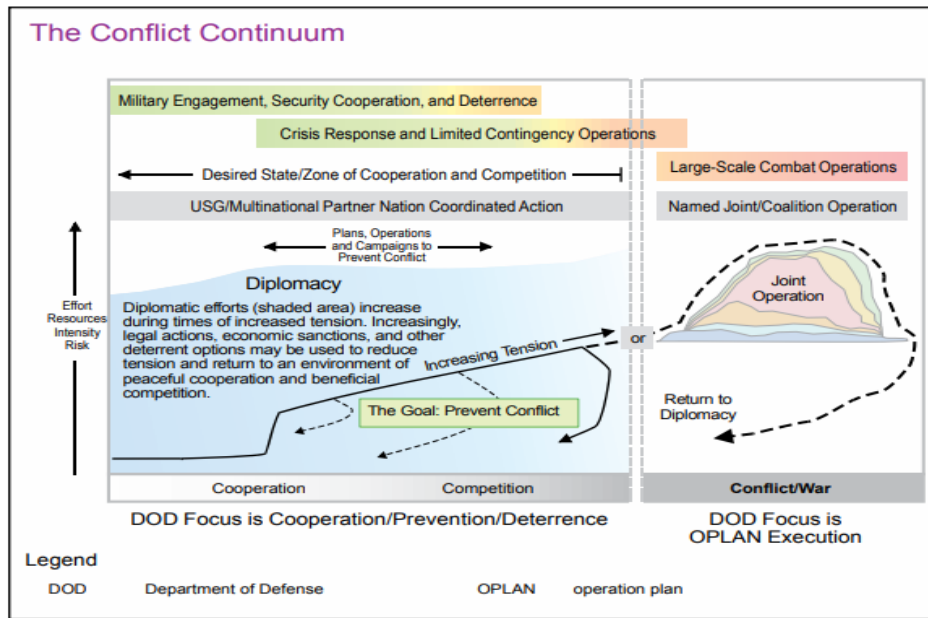 The Conflict Continuum
Military Engagement, Security Cooperation, and Deterrence
Crisis Response and Limited Contingency Operations
Large-Scale Combat Operations
Desired State/Zone of Cooperation and Competition
USG/Multinational Partner Nation Coordinated Action
Named Joint/Coalition Operation
Plans, Operations
and Campaigns to
Prevent Conflict
Effort
Resources
Intensity
Risk
Diplomacy
Diplomatic efforts (shaded area) increase
during times of increased tension. Increasingly,
legal actions, economic sanctions, and other
deterrent options may be used to reduce
tension and return to an environment of
peaceful cooperation and beneficial
competition.
Increasing Tension
or
Joint
Operation
The Goal: Prevent Conflict
Return to
Diplomacy
Cooperation
Competition
Conflict/War
DOD Focus is Cooperation/Prevention/Deterrence
DOD Focus is
OPLAN Execution
Legend
DOD Department of Defense OPLAN operation plan